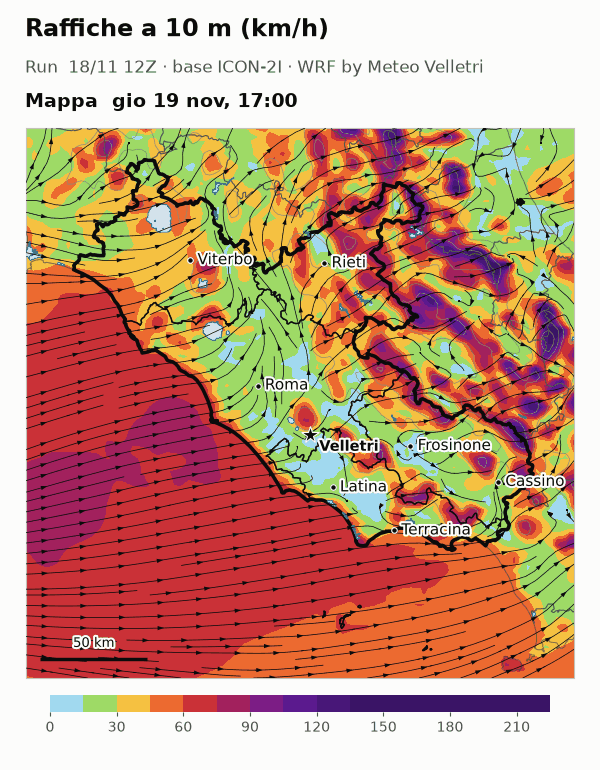 Raffiche a 10 m (km/h)
Run  18/11 12Z · base ICON-2I · WRF by Meteo Velletri
Mappa  gio 19 nov, 17:00
Viterbo
Rieti
Roma
Velletri
Frosinone
Cassino
Latina
Terracina
50 km
0 30 60 90 120 150 180 210